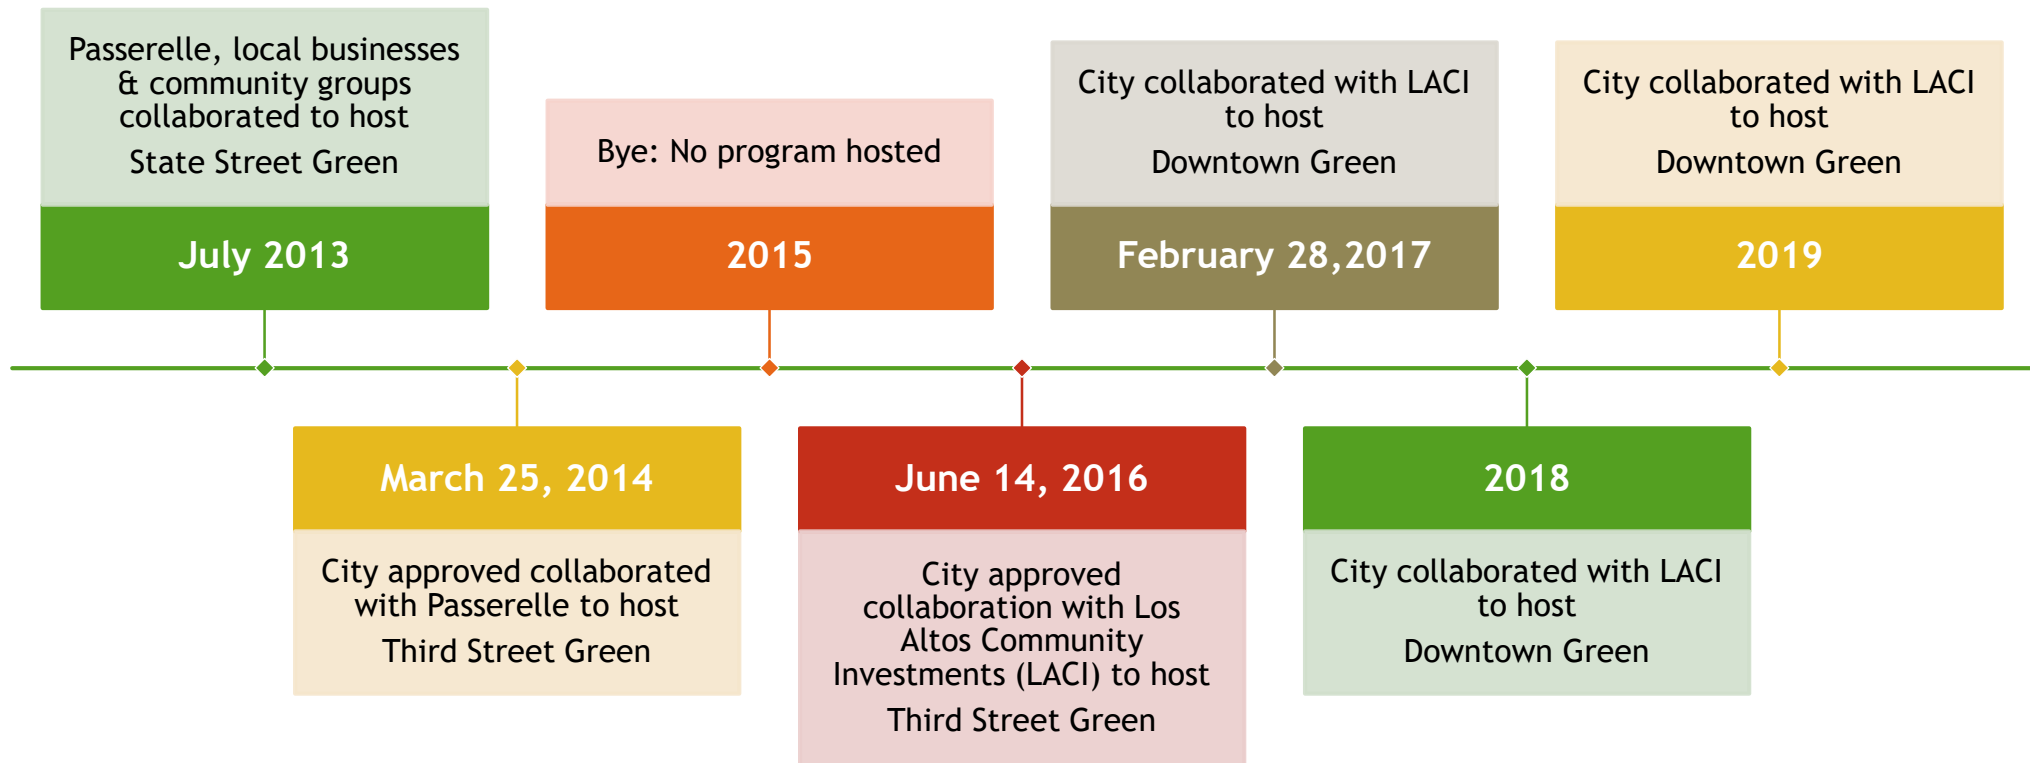 Passerelle, local businesses
& community groups
collaborated to host
State Street Green
July 2013
March 25, 2014
City approved collaborated
with Passerelle to host
Third Street Green
Bye: No program hosted
2015
June 14, 2016
City approved
collaboration with Los
Altos Community
Investments (LACI) to host
Third Street Green
City collaborated with LACI
to host
Downtown Green
February 28,2017
2018
City collaborated with LACI
to host
Downtown Green
City collaborated with LACI
to host
Downtown Green
2019